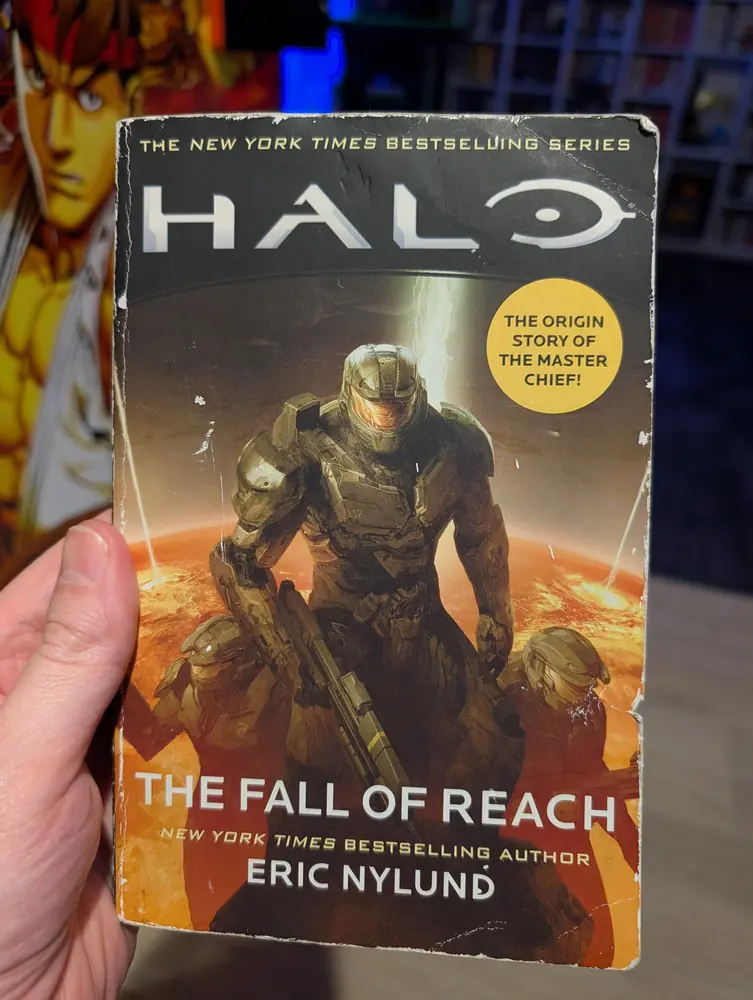 THE NEW YORK TIMES BESTSELLING SERIES
HALO
THE ORIGIN
STORY OF
THE MASTER
CHIEF!
THE FALL OF REACH
NEW YORK TIMES BESTSELLING AUTHOR
ERIC NYLUND